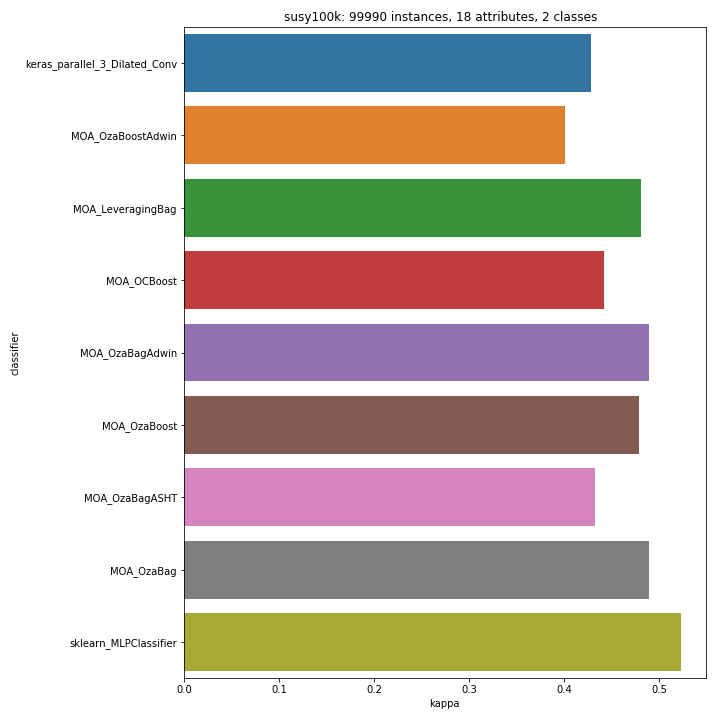 susy100k: 99990 instances, 18 attributes, 2 classes
keras_parallel_3_Dilated_Conv
MOA_OzaBoostAdwin
MOA_LeveragingBag
MOA_OCBoost
MOA_OzaBagAdwin
MOA_OzaBoost
MOA_OzaBagASHT
MOA_OzaBag
sklearn_MLPClassifier
classifier
0.0 0.1 0.2 0.3 0.4 0.5
kappa